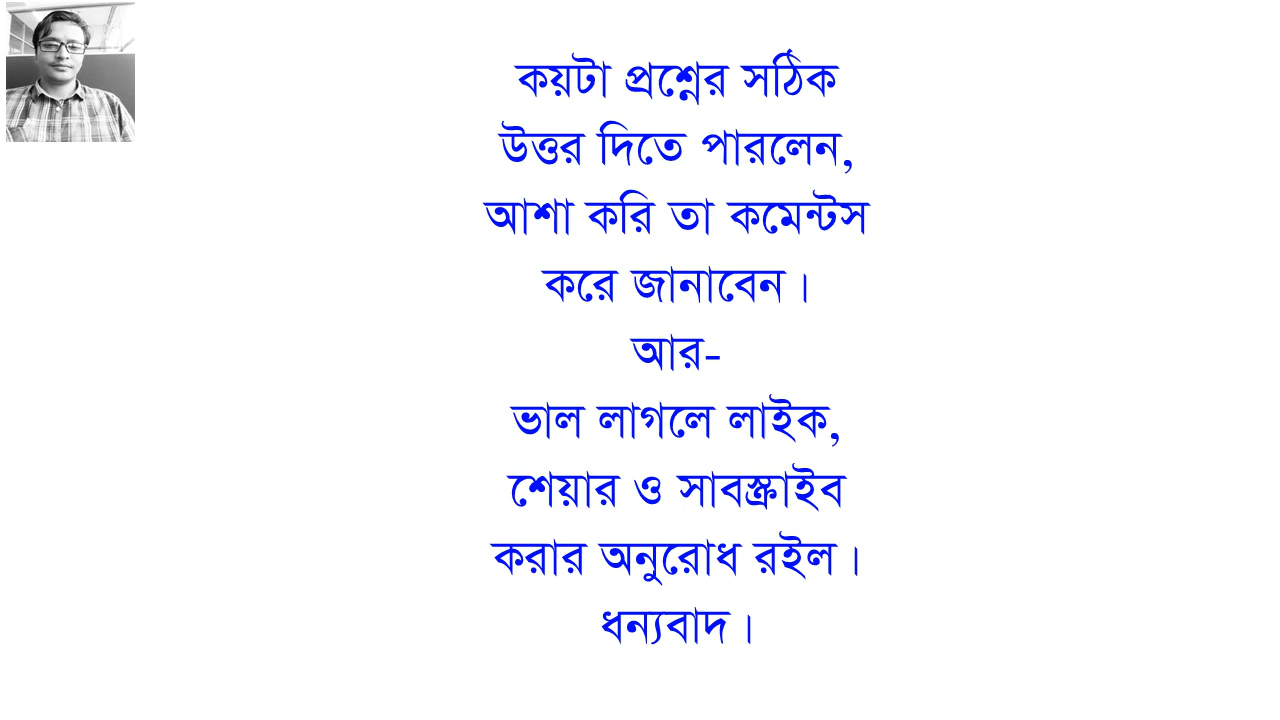 কয়টা প্রশ্নের সঠিক
উত্তর দিতে পারলেন,
আশা করি তা কমেন্টস
করে জানাবেন।
আর-
ভাল লাগলে লাইক,
শেয়ার ও সাবস্ক্রাইব
করার অনুরোধ রইল।
ধন্যবাদ।